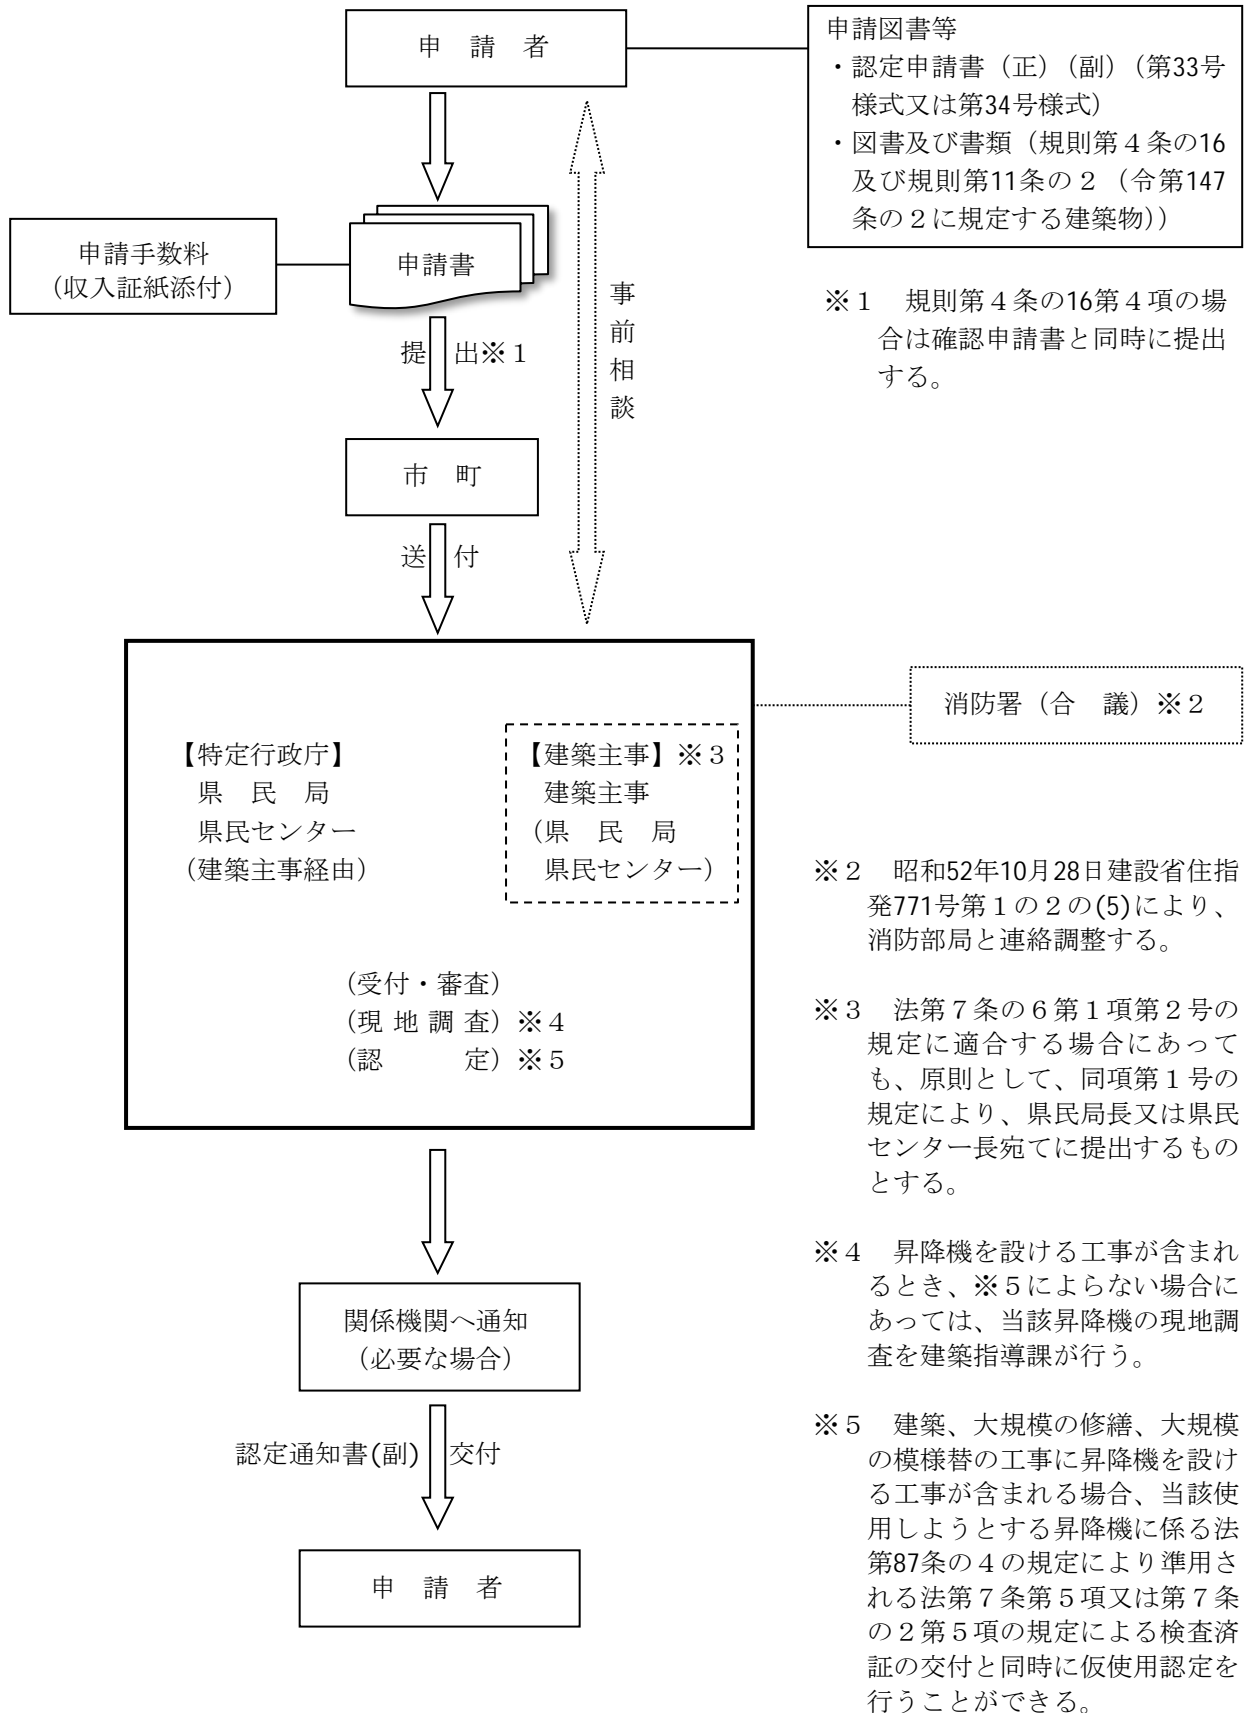 申　請　者
申請図書等
・認定申請書（正）（副）（第33号
様式又は第34号様式）
・図書及び書類（規則第４条の16
及び規則第11条の２（令第147
条の２に規定する建築物））
申請手数料
（収入証紙添付）
申請書
事前相談
※１　規則第４条の16第４項の場
合は確認申請書と同時に提出
する。
提　出※１
市　町
送　付
消防署（合　議）※２
【特定行政庁】
県　民　局
県民センター
（建築主事経由）
【建築主事】※３
建築主事
（県　民　局
県民センター）
（受付・審査）
（現 地 調 査）※４
（認　　　定）※５
※２　昭和52年10月28日建設省住指
発771号第１の２の(5)により、
消防部局と連絡調整する。
※３　法第７条の６第１項第２号の
規定に適合する場合にあって
も、原則として、同項第１号の
規定により、県民局長又は県民
センター長宛てに提出するもの
とする。
※４　昇降機を設ける工事が含まれ
るとき、※５によらない場合に
あっては、当該昇降機の現地調
査を建築指導課が行う。
※５　建築、大規模の修繕、大規模
の模様替の工事に昇降機を設け
る工事が含まれる場合、当該使
用しようとする昇降機に係る法
第87条の４の規定により準用さ
れる法第７条第５項又は第７条
の２第５項の規定による検査済
証の交付と同時に仮使用認定を
行うことができる。
関係機関へ通知
（必要な場合）
認定通知書(副)　交付
申　請　者